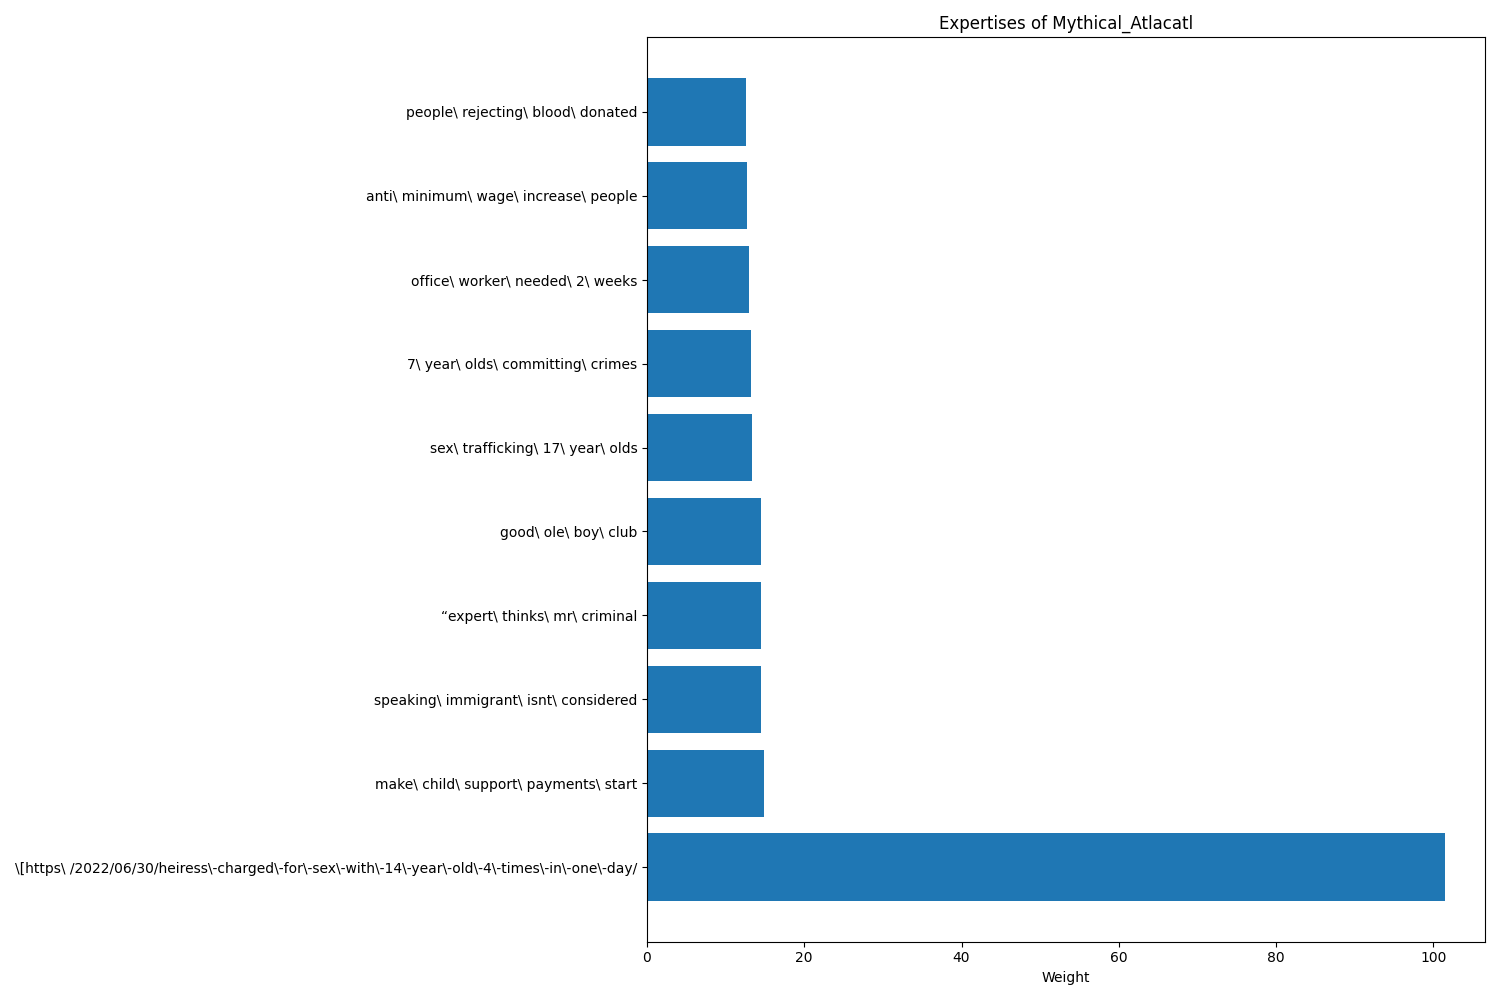 Expertises of Mythical_Atlacatl
people\ rejecting\ blood\ donated
anti\ minimum\ wage\ increase\ people
office\ worker\ needed\ 2\ weeks
7\ year\ olds\ committing\ crimes
sex\ trafficking\ 17\ year\ olds
good\ ole\ boy\ club
“expert\ thinks\ mr\ criminal
speaking\ immigrant\ isnt\ considered
make\ child\ support\ payments\ start
\[https\ /2022/06/30/heiress\-charged\-for\-sex\-with\-14\-year\-old\-4\-times\-in\-one\-day/
0 20 40 60 80 100
Weight